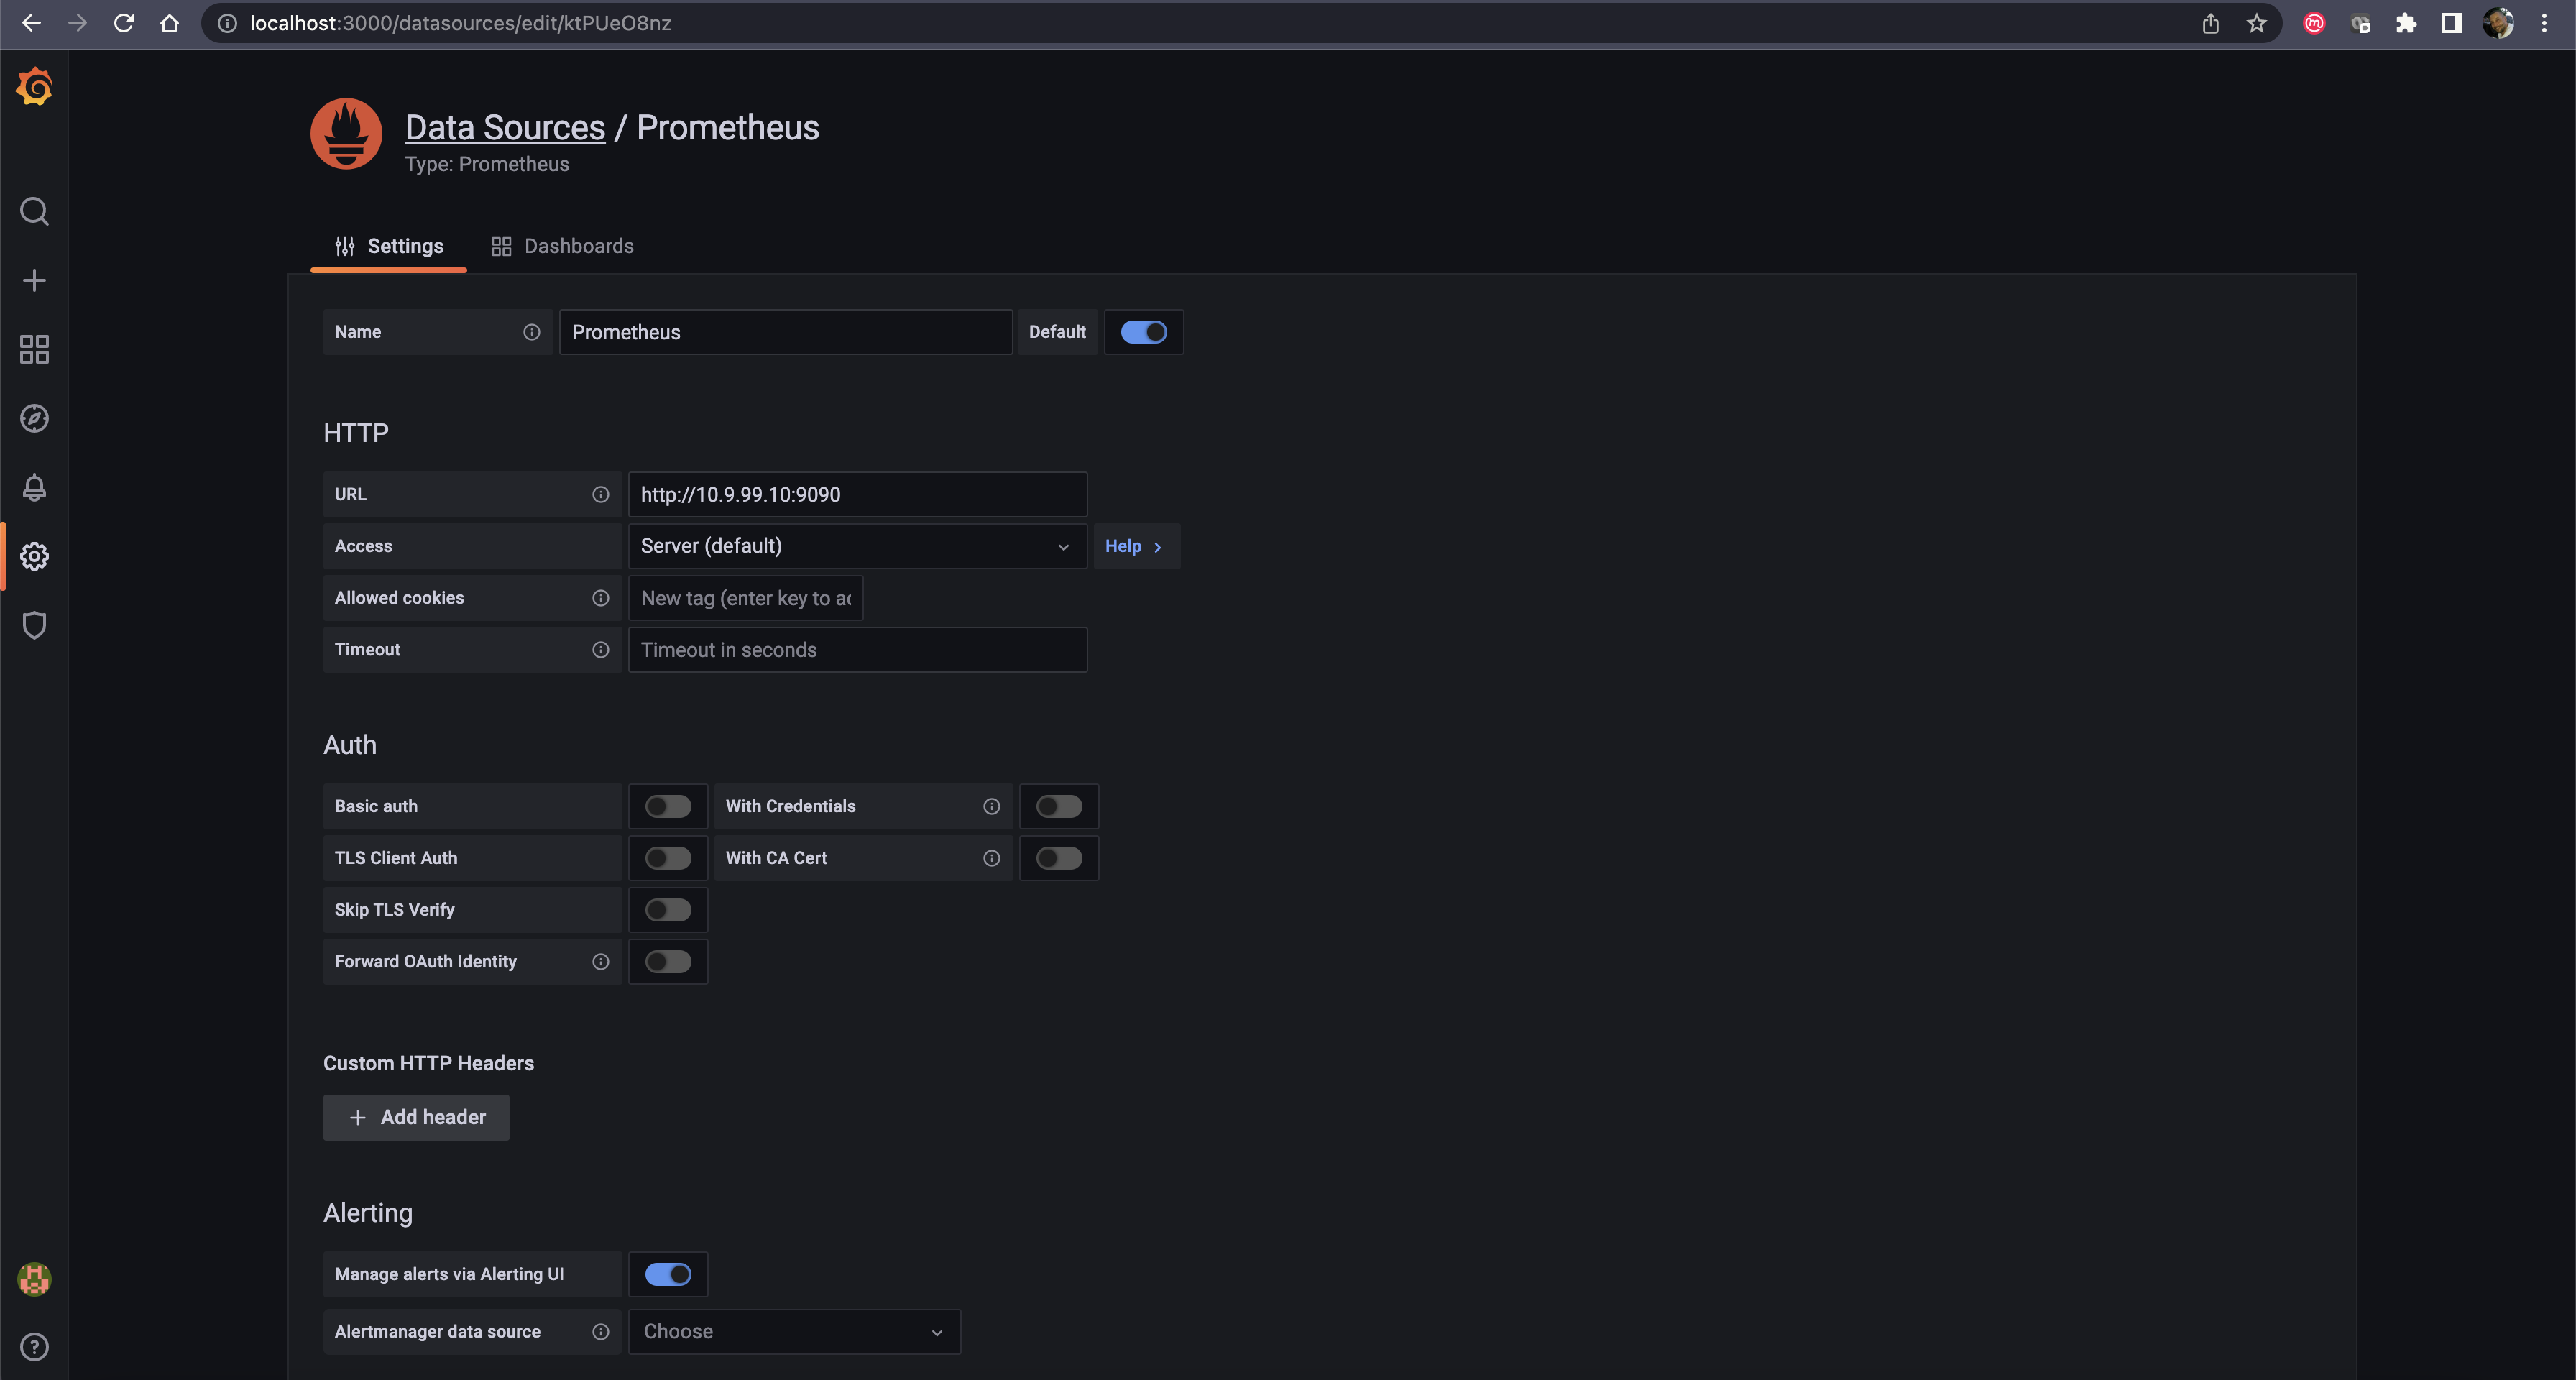 localhost:3000/datasources/edit/ktPUeO8nz
Data Sources / Prometheus
Type: Prometheus
Settings Dashboards
Name Prometheus Default
HTTP
URL http://10.9.99.10:9090
Access Server (default) Help
Allowed cookies New tag (enter key to ad
Timeout Timeout in seconds
Auth
Basic auth With Credentials
TLS Client Auth With CA Cert
Skip TLS Verify
Forward OAuth Identity
Custom HTTP Headers
Add header
Alerting
Manage alerts via Alerting UI
Alertmanager data source Choose